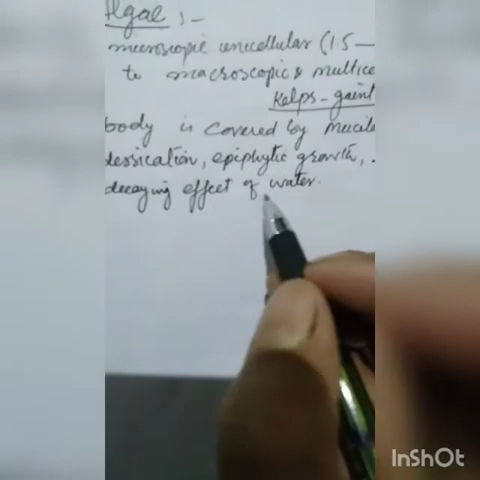 Algae :-
microscopic unicellular (1.5 —
to macroscopic & multice
Kelps - gaint
body is covered by mucila
dessication, epiphytic growth,
decaying effect of water.
InShOt